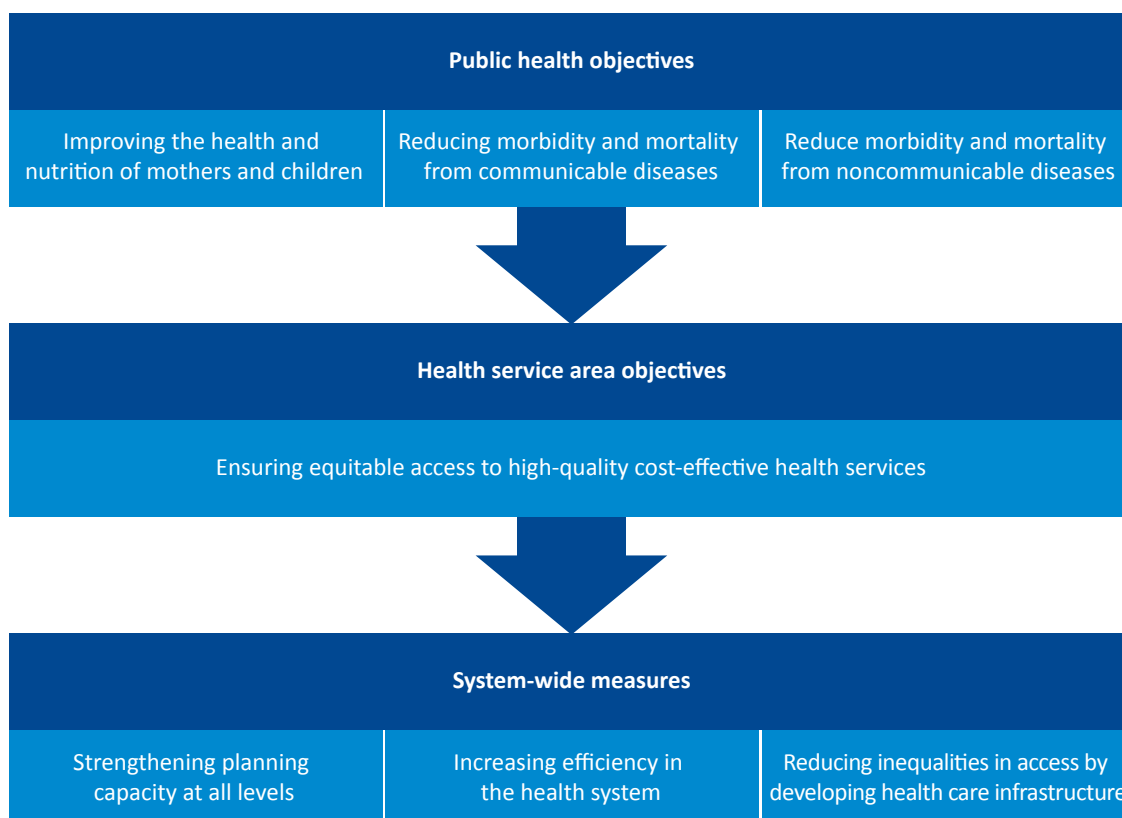 Public health objectives
Improving the health and
nutrition of mothers and children
Reducing morbidity and mortality
from communicable diseases
Reduce morbidity and mortality
from noncommunicable diseases
Health service area objectives
Ensuring equitable access to high-quality cost-effective health services
System-wide measures
Strengthening planning
capacity at all levels
Increasing efficiency in
the health system
Reducing inequalities in access by
developing health care infrastructure